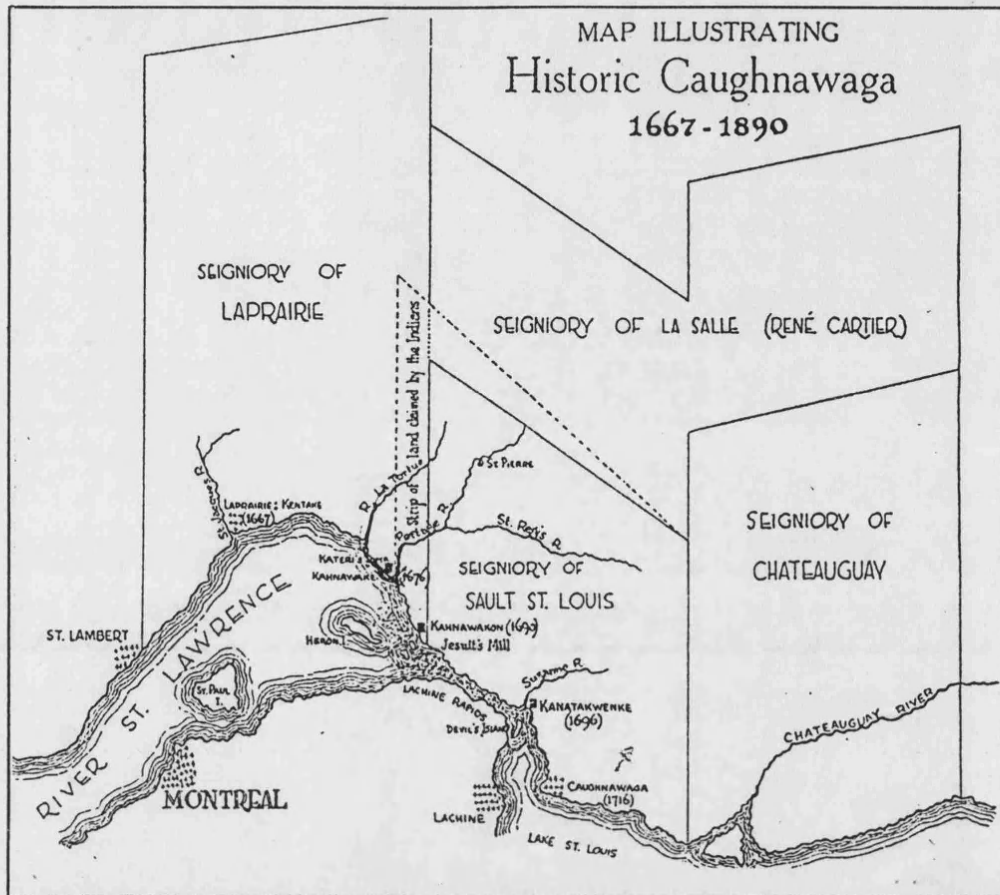 MAP ILLUSTRATING
Historic Caughnawaga
1667-1890
SEIGNIORY OF
LAPRAIRIE
Strip of land claimed by the Indians
SEIGNIORY OF LA SALLE (RENÉ CARTIER)
R. La Tortue
St Pierre
Portage R.
St. Regis R.
LAPRAIRIE: KENTAKE
(1667)
SEIGNIORY OF
CHATEAUGUAY
KATERI'S
KAHNAWAKE
1676
SEIGNIORY OF
SAULT ST. LOUIS
KAHNAWAKON (1690)
Jesuit's Mill
HERON I.
ST. LAMBERT
RIVER ST. LAWRENCE
St. PAUL
I.
LACHINE RAPIDS
Suzanne R.
DEVIL'S ISLAND
KANATAKWENKE
(1696)
CHATEAUGUAY RIVER
MONTREAL
CAUGHNAWAGA
(1716)
LACHINE
LAKE ST. LOUIS